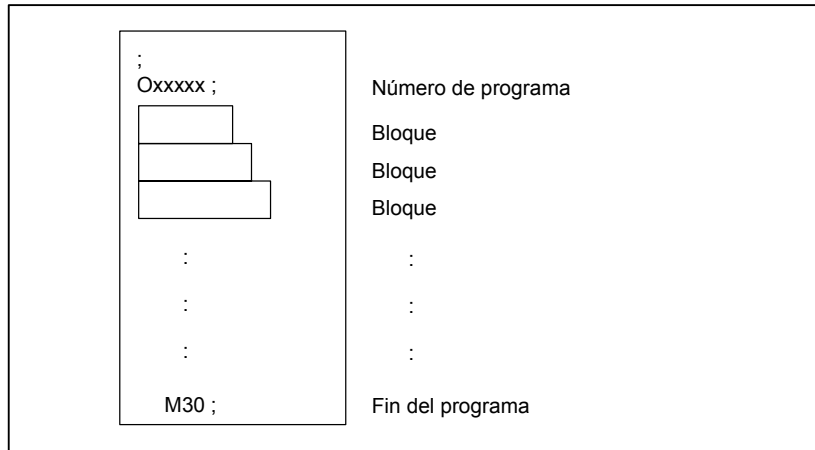 ;
Oxxxxx ; Número de programa
Bloque
Bloque
Bloque
: :
: :
: :
M30 ; Fin del programa